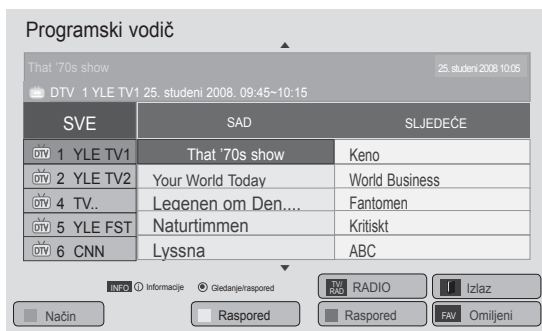 Programski vodič
That '70s show 25. studeni 2008 10:05
DTV 1 YLE TV1 25. studeni 2008. 09:45~10:15
SVE SAD SLJEDEĆE
DTV 1 YLE TV1 That '70s show Keno
DTV 2 YLE TV2 Your World Today World Business
DTV 4 TV.. Legenen om Den.... Fantomen
DTV 5 YLE FST Naturtimmen Kritiskt
DTV 6 CNN Lyssna ABC
INFO i Informacije Gledanje/raspored TV/RAD RADIO Izlaz
Način Raspored Raspored FAV Omiljeni